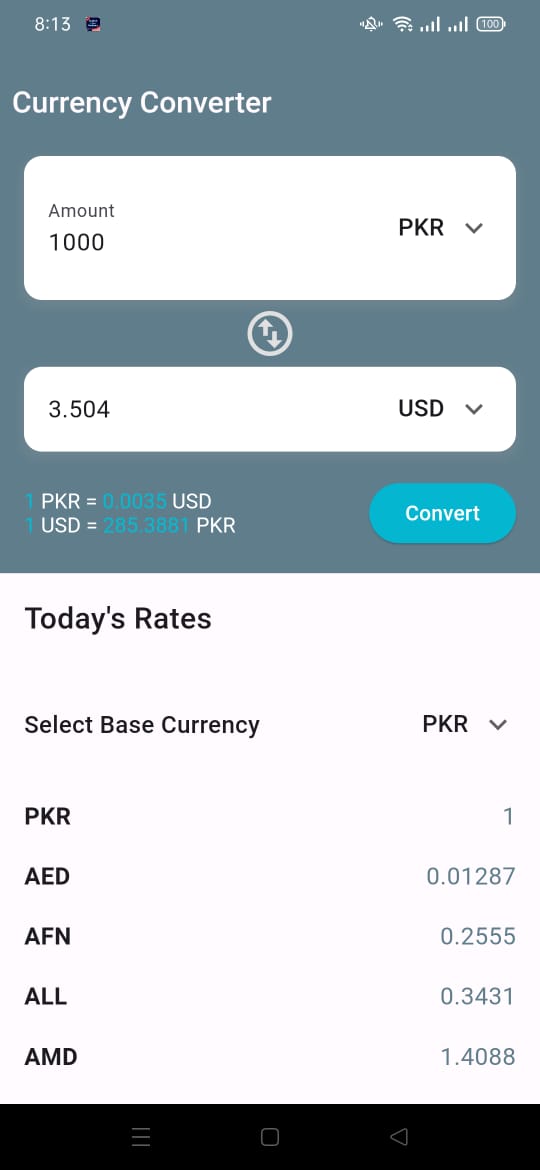 8:13
100
Currency Converter
Amount
1000
PKR
3.504
USD
1 PKR = 0.0035 USD
1 USD = 285.3881 PKR
Convert
Today's Rates
Select Base Currency
PKR
PKR 1
AED 0.01287
AFN 0.2555
ALL 0.3431
AMD 1.4088